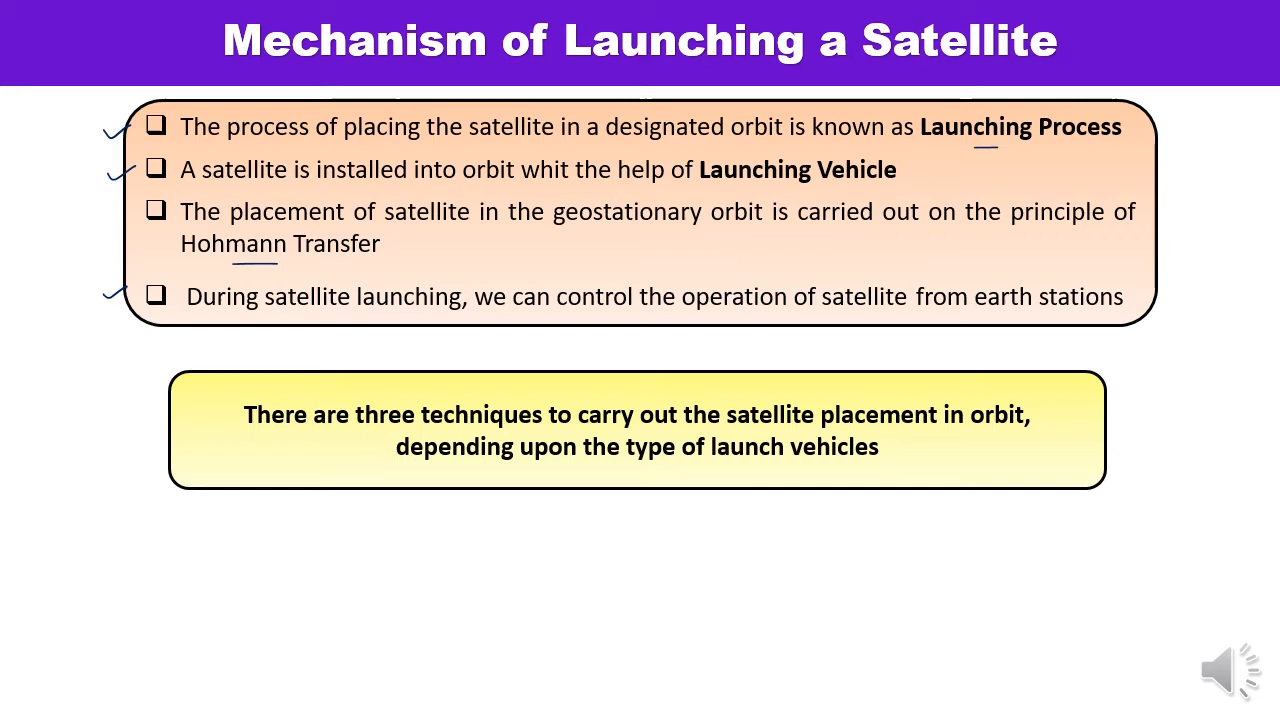 Mechanism of Launching a Satellite
The process of placing the satellite in a designated orbit is known as Launching Process
A satellite is installed into orbit whit the help of Launching Vehicle
The placement of satellite in the geostationary orbit is carried out on the principle of
Hohmann Transfer
During satellite launching, we can control the operation of satellite from earth stations
There are three techniques to carry out the satellite placement in orbit,
depending upon the type of launch vehicles